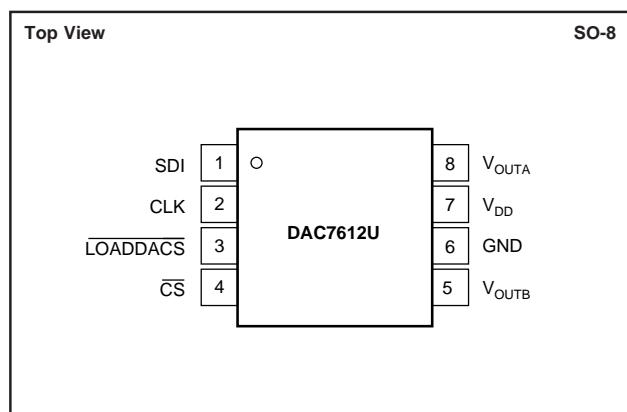 Top View SO-8
SDI 1 8 VOUTA
CLK 2 7 VDD
DAC7612U
LOADDACS 3 6 GND
CS 4 5 VOUTB